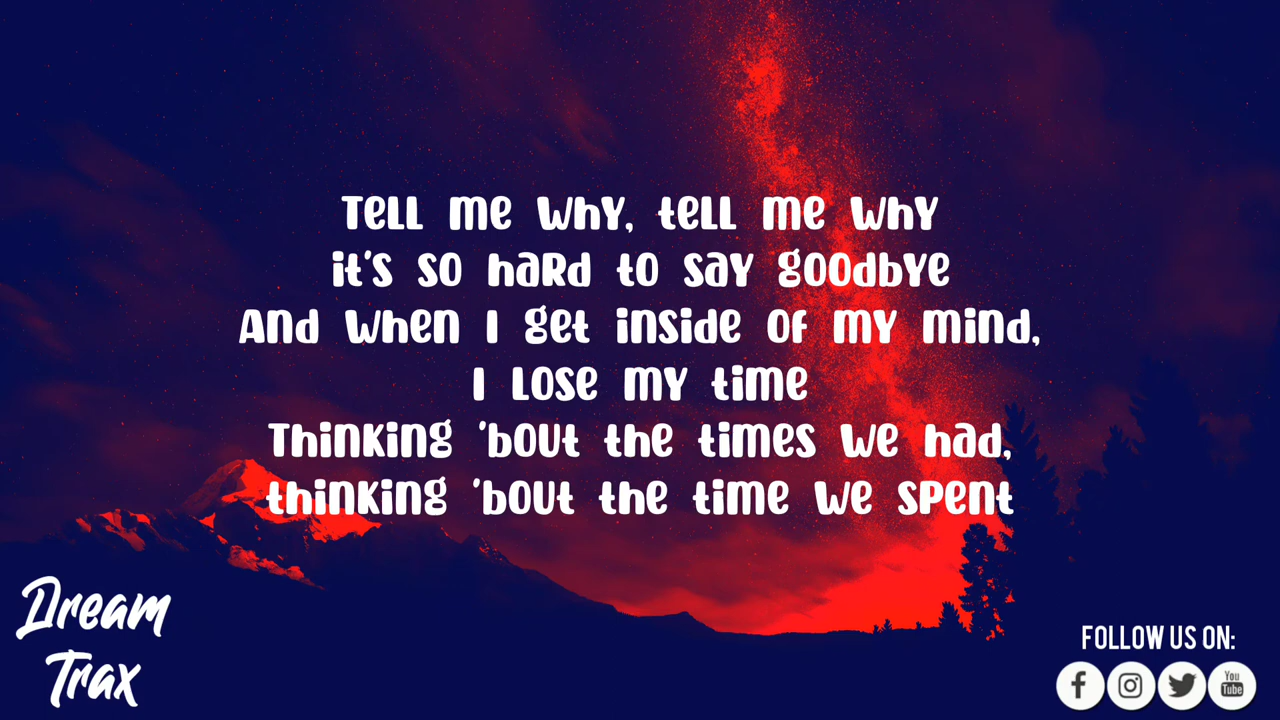 Tell me why, tell me why
it's so hard to say goodbye
And when I get inside of my mind,
I lose my time
Thinking 'bout the times we had,
thinking 'bout the time we spent
Dream
Trax
FOLLOW US ON:
You
Tube